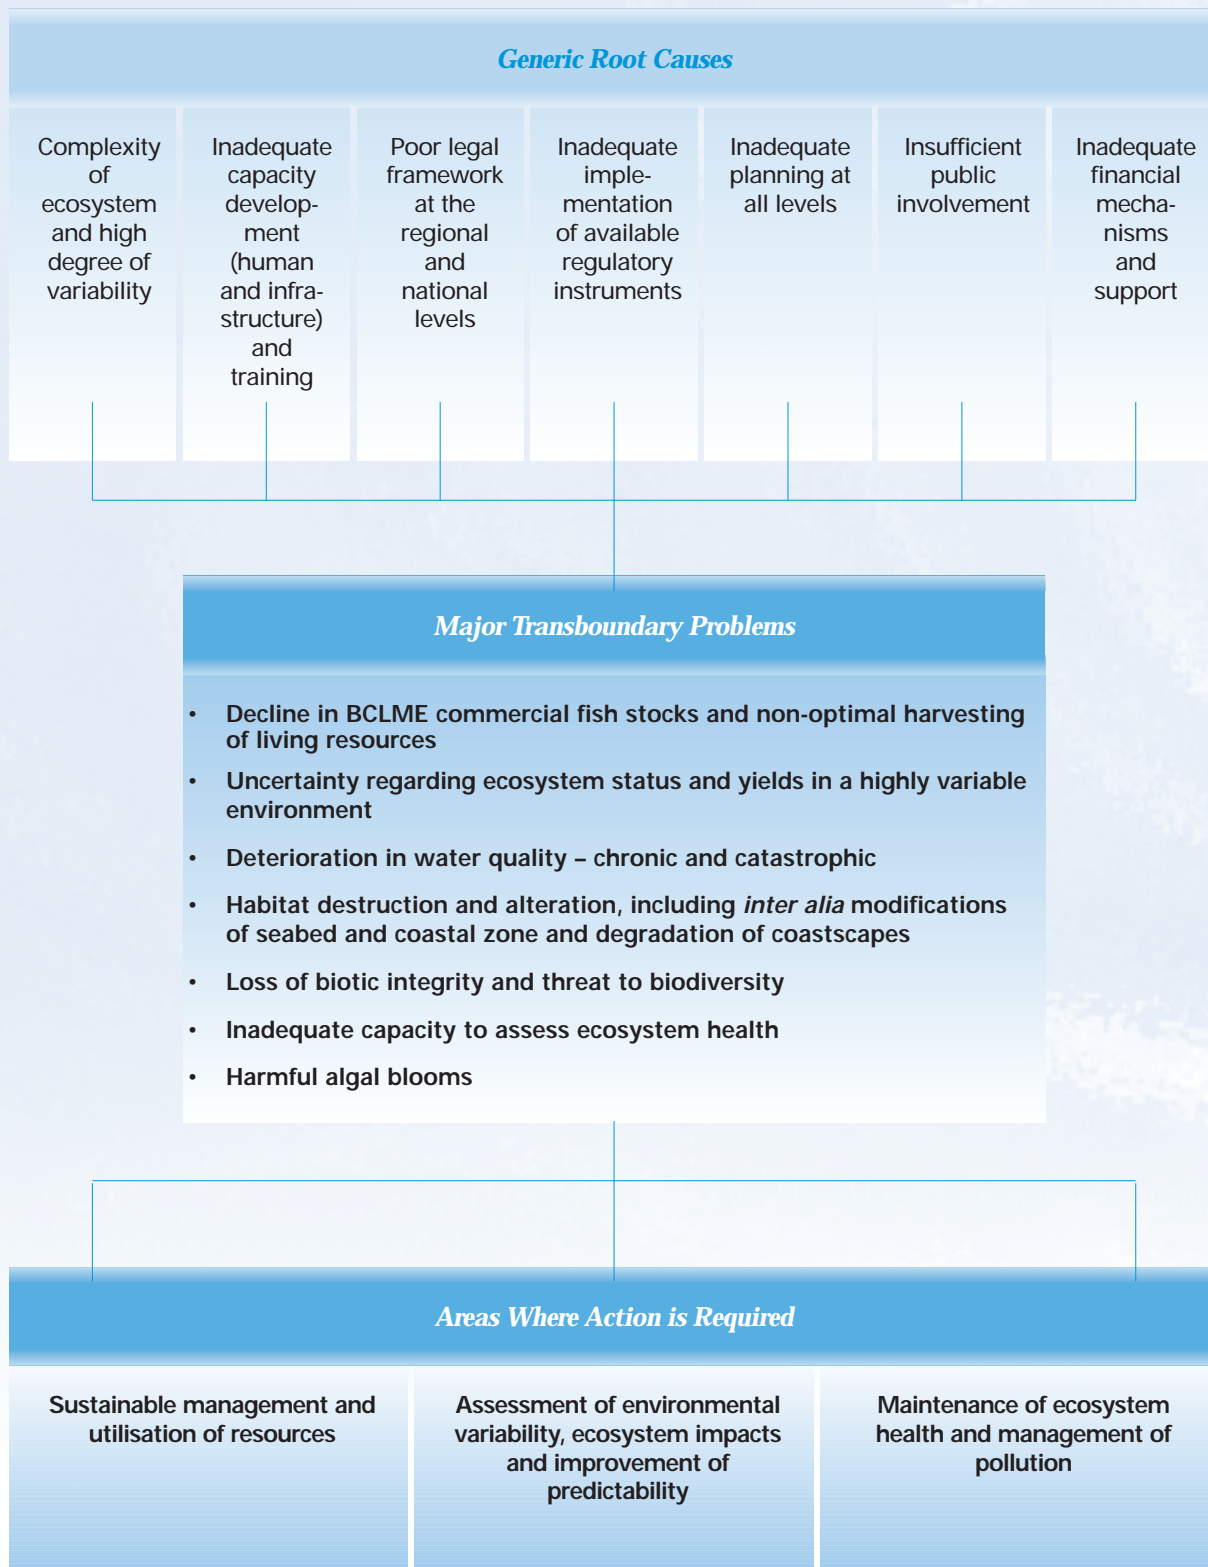 Generic Root Causes
Complexity
of
ecosystem
and high
degree of
variability
Inadequate
capacity
develop-
ment
(human
and infra-
structure)
and
training
Poor legal
framework
at the
regional
and
national
levels
Inadequate
imple-
mentation
of available
regulatory
instruments
Inadequate
planning at
all levels
Insufficient
public
involvement
Inadequate
financial
mecha-
nisms
and
support
Major Transboundary Problems
• Decline in BCLME commercial fish stocks and non-optimal harvesting
of living resources
• Uncertainty regarding ecosystem status and yields in a highly variable
environment
• Deterioration in water quality – chronic and catastrophic
• Habitat destruction and alteration, including inter alia modifications
of seabed and coastal zone and degradation of coastscapes
• Loss of biotic integrity and threat to biodiversity
• Inadequate capacity to assess ecosystem health
• Harmful algal blooms
Areas Where Action is Required
Sustainable management and
utilisation of resources
Assessment of environmental
variability, ecosystem impacts
and improvement of
predictability
Maintenance of ecosystem
health and management of
pollution